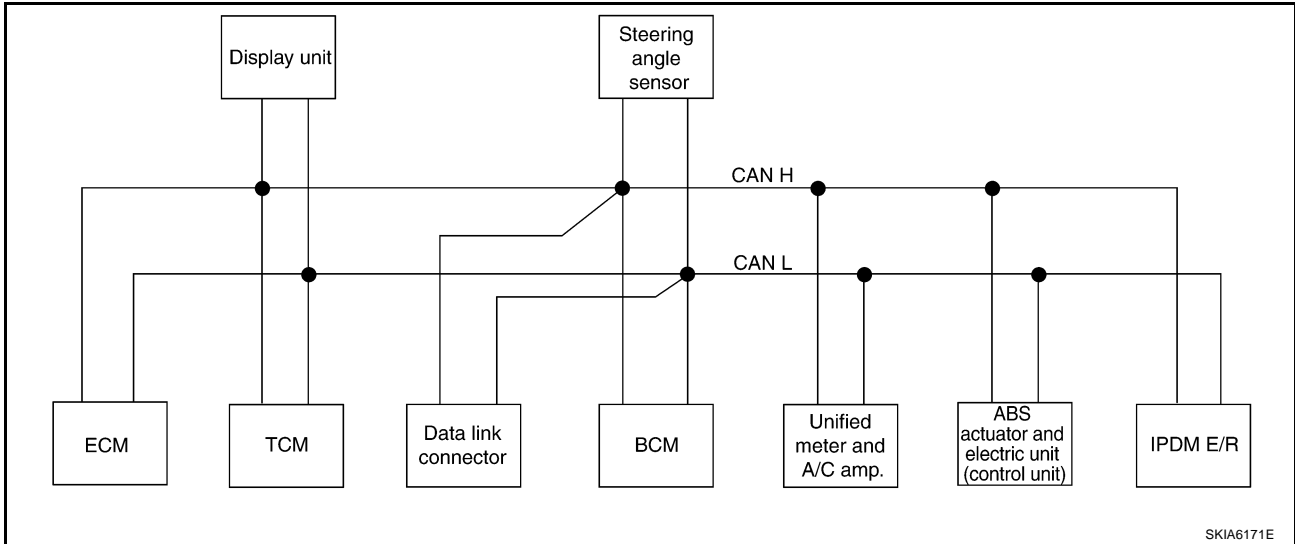 Display unit
Steering
angle
sensor
CAN H
CAN L
ECM
TCM
Data link
connector
BCM
Unified
meter and
A/C amp.
ABS
actuator and
electric unit
(control unit)
IPDM E/R
SKIA6171E